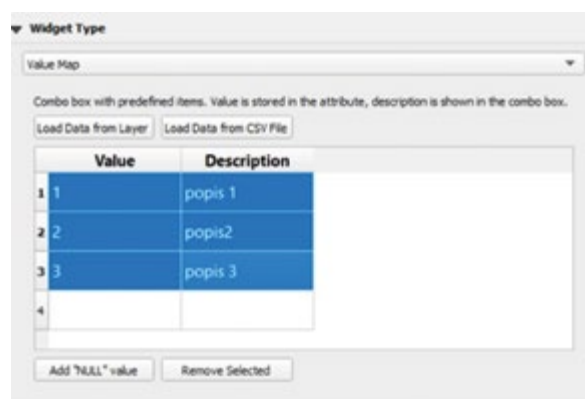 Widget Type
Value Map
Combo box with predefined items. Value is stored in the attribute, description is shown in the combo box.
Load Data from Layer Load Data from CSV File
Value Description
1 1 popis 1
2 2 popis2
3 3 popis 3
4
Add "NULL" value Remove Selected